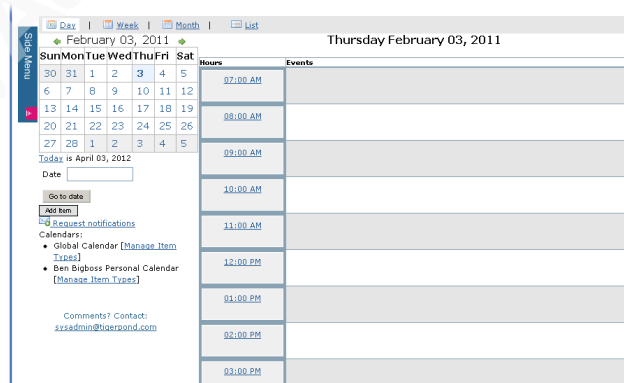 Day | Week | Month | List
Side Menu
February 03, 2011
Thursday February 03, 2011
Sun Mon Tue Wed Thu Fri Sat
30 31 1 2 3 4 5
6 7 8 9 10 11 12
13 14 15 16 17 18 19
20 21 22 23 24 25 26
27 28 1 2 3 4 5
Today is April 03, 2012
Date
Go to date
Add Item
Request notifications
Calendars:
Global Calendar [Manage Item
Types]
Ben Bigboss Personal Calendar
[Manage Item Types]
Comments? Contact:
sysadmin@tigerpond.com
Hours Events
07:00 AM
08:00 AM
09:00 AM
10:00 AM
11:00 AM
12:00 PM
01:00 PM
02:00 PM
03:00 PM